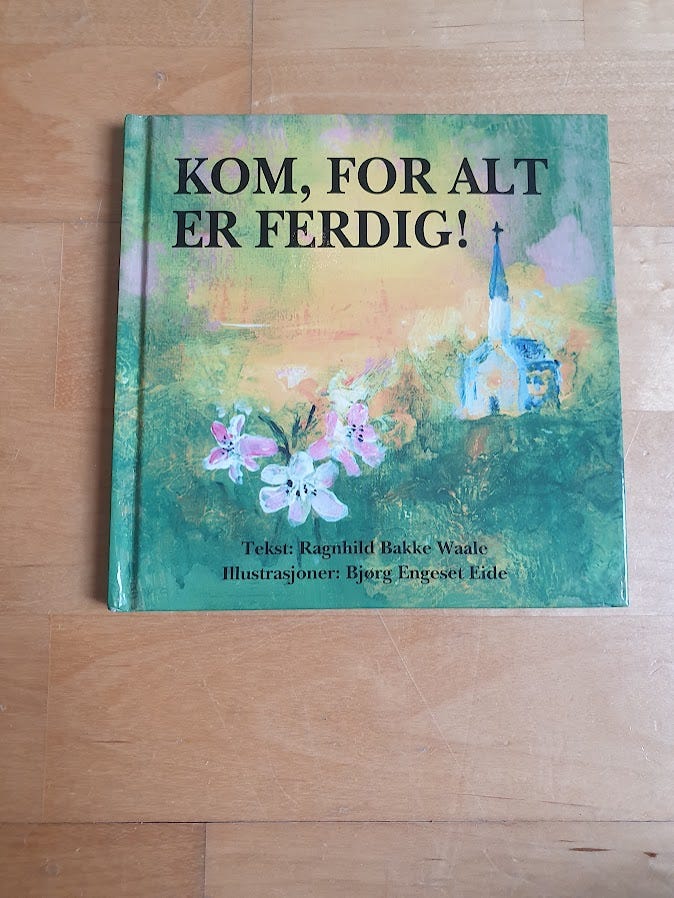 KOM, FOR ALT
ER FERDIG!
Tekst: Ragnhild Bakke Waale
Illustrasjoner: Bjørg Engeset Eide